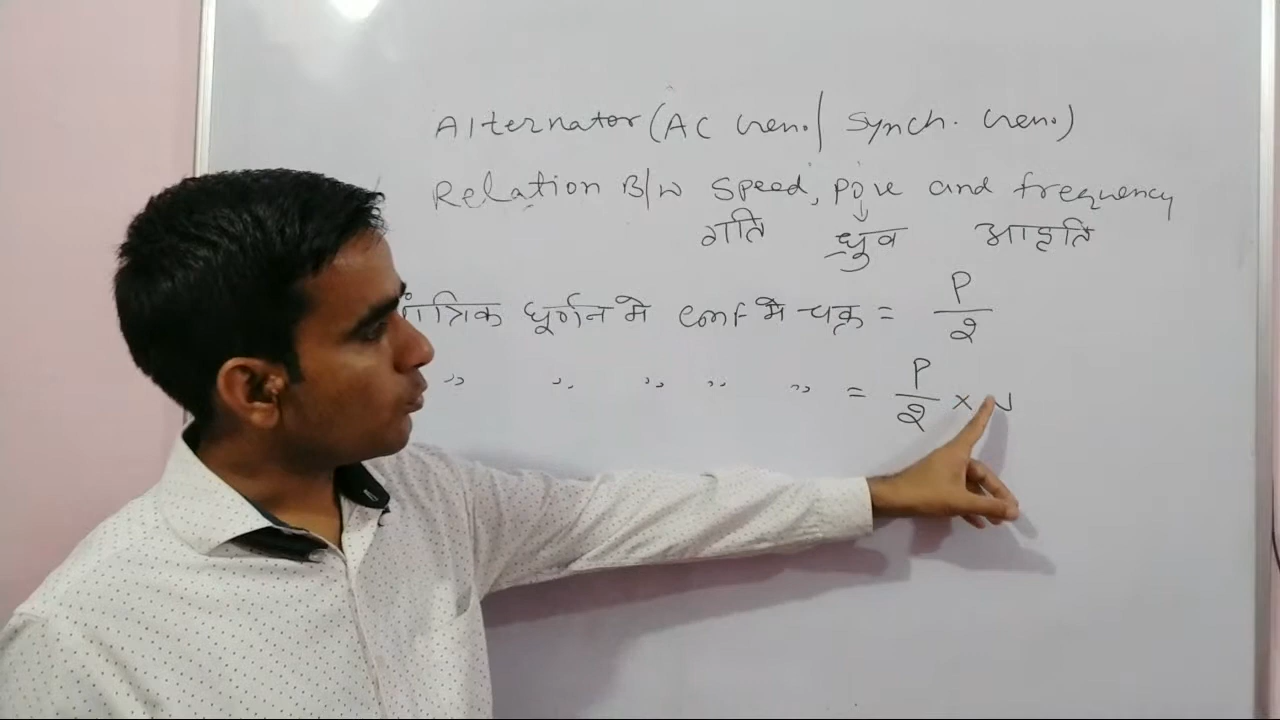 Alternator (AC Gen. / Synch. Gen.)
Relation B/w Speed, Pole and frequency
गति ध्रुव आवृति
यांत्रिक घूर्णन मे emf मे चक्र = P/2
" " " " " = P/2 × N